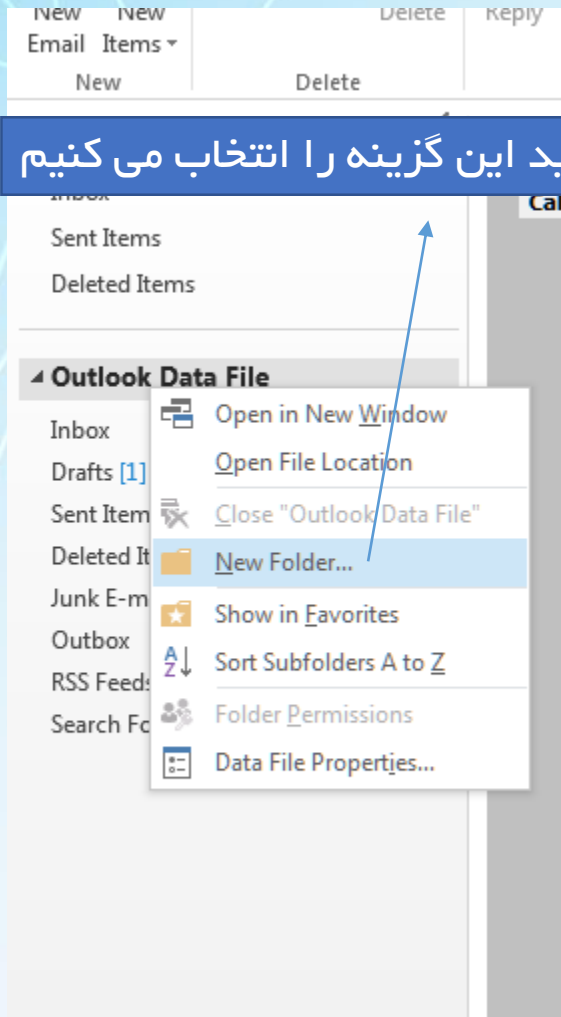 New New Delete Reply
Email Items
New Delete
این گزینه را انتخاب می کنیم
Inbox
Sent Items
Deleted Items
Outlook Data File
Inbox
Drafts [1]
Sent Item
Deleted It
Junk E-m
Outbox
RSS Feeds
Search Fo
Open in New Window
Open File Location
Close "Outlook Data File"
New Folder...
Show in Favorites
Sort Subfolders A to Z
Folder Permissions
Data File Properties...